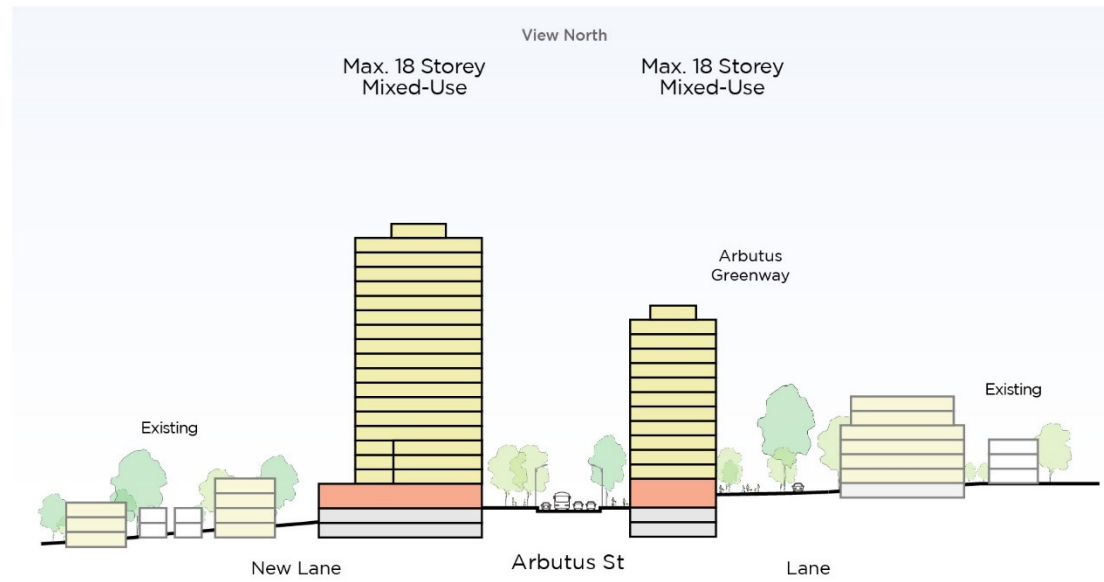 View North
Max. 18 Storey
Mixed-Use
Max. 18 Storey
Mixed-Use
Arbutus
Greenway
Existing
Existing
New Lane
Arbutus St
Lane